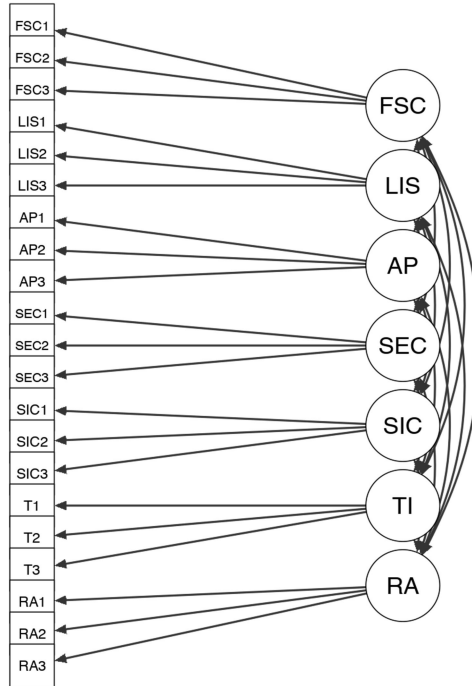 FSC1
FSC2
FSC3
LIS1
LIS2
LIS3
AP1
AP2
AP3
SEC1
SEC2
SEC3
SIC1
SIC2
SIC3
T1
T2
T3
RA1
RA2
RA3
FSC
LIS
AP
SEC
SIC
TI
RA